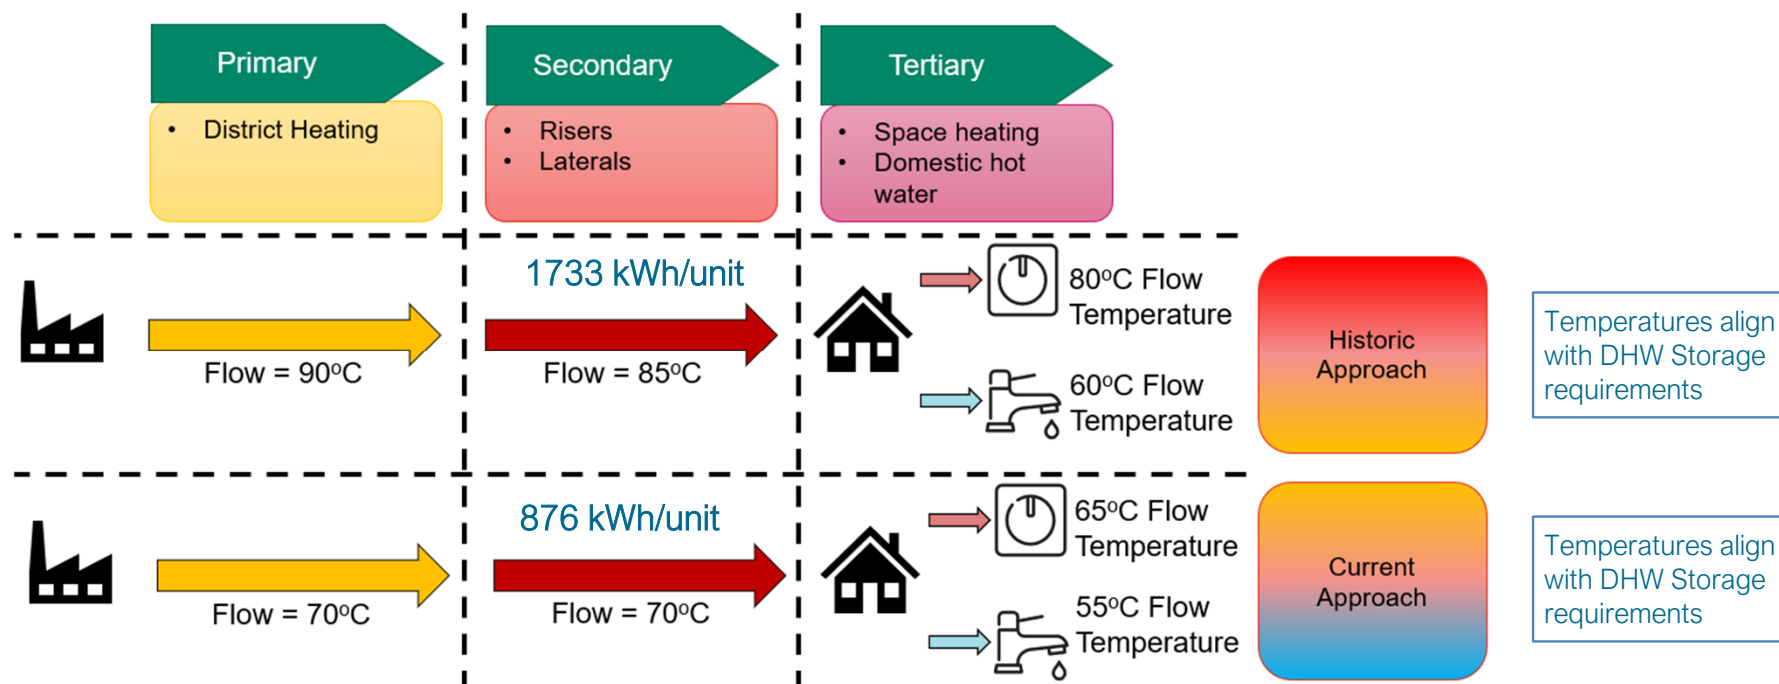 Primary
Secondary
Tertiary
• District Heating
• Risers
• Laterals
• Space heating
• Domestic hot
water
1733 kWh/unit
Flow = 90°C
Flow = 85°C
80°C Flow
Temperature
60°C Flow
Temperature
Historic
Approach
Temperatures align
with DHW Storage
requirements
876 kWh/unit
Flow = 70°C
Flow = 70°C
65°C Flow
Temperature
55°C Flow
Temperature
Current
Approach
Temperatures align
with DHW Storage
requirements